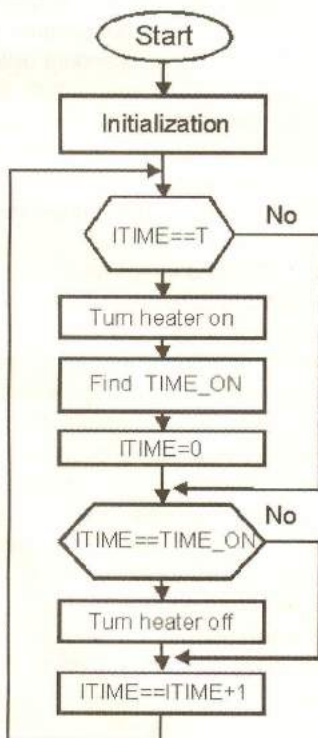 Start
Initialization
ITIME==T
No
Turn heater on
Find TIME_ON
ITIME=0
ITIME==TIME_ON
No
Turn heater off
ITIME==ITIME+1